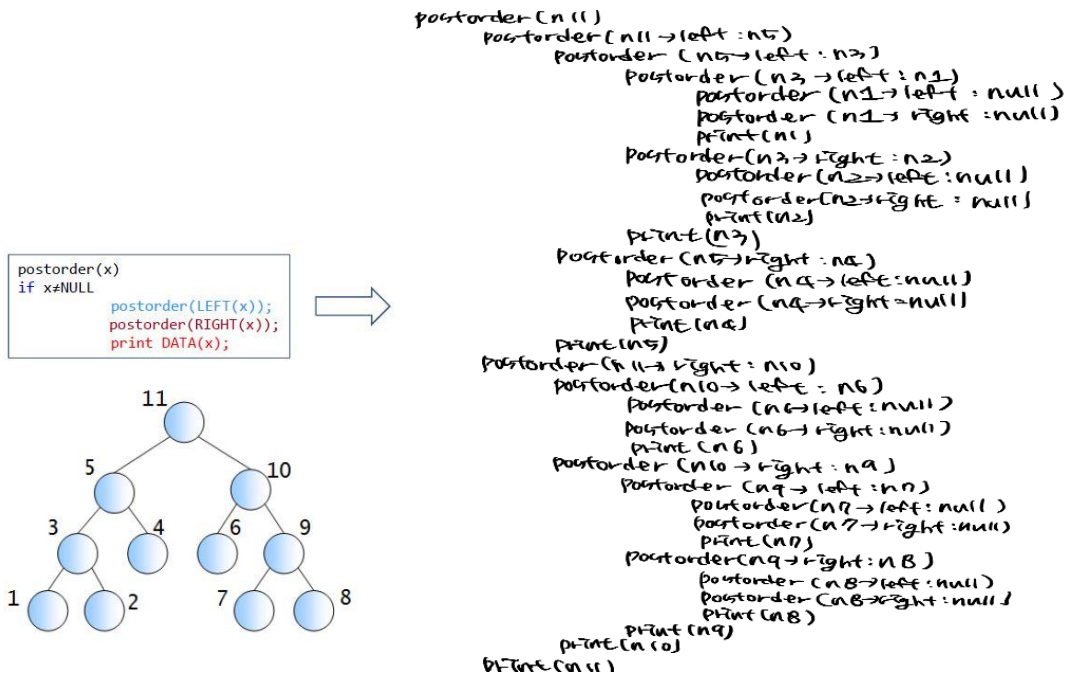 postorder(x)
if x≠NULL
postorder(LEFT(x));
postorder(RIGHT(x));
print DATA(x);
11
5
10
3
4
6
9
1
2
7
8
postorder(n11)
postorder(n11→left:n5)
postorder(n5→left:n3)
postorder(n3→left:n1)
postorder(n1→left:null)
postorder(n1→right:null)
print(n1)
postorder(n3→right:n2)
postorder(n2→left:null)
postorder(n2→right:null)
print(n2)
print(n3)
postorder(n5→right:n4)
postorder(n4→left:null)
postorder(n4→right=null)
print(n4)
print(n5)
postorder(n11→right:n10)
postorder(n10→left:n6)
postorder(n6→left:null)
postorder(n6→right:null)
print(n6)
postorder(n10→right:n9)
postorder(n9→left:n7)
postorder(n7→left:null)
postorder(n7→right:null)
print(n7)
postorder(n9→right:n8)
postorder(n8→left:null)
postorder(n8→right:null)
print(n8)
print(n9)
print(n10)
print(n11)